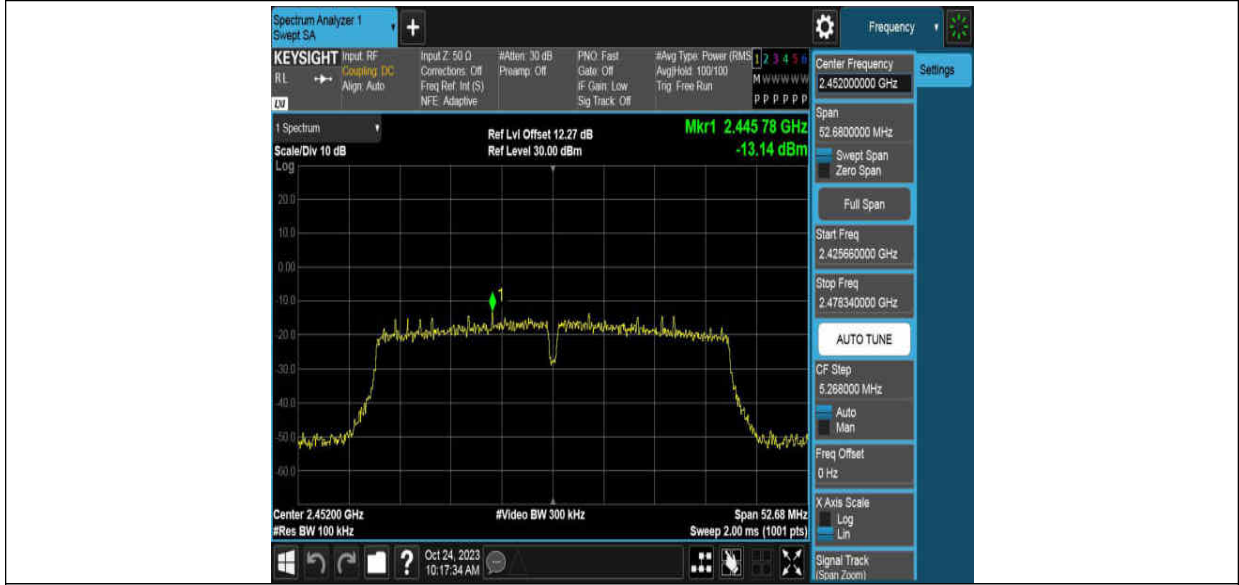 Spectrum Analyzer 1
Swept SA
+
Frequency
KEYSIGHT
RL
LV
Input: RF
Coupling: DC
Align: Auto
Input Z: 50 Ω
Corrections: Off
Freq Ref: Int (S)
NFE: Adaptive
#Atten: 30 dB
Preamp: Off
PNO: Fast
Gate: Off
IF Gain: Low
Sig Track: Off
#Avg Type: Power (RMS
Avg|Hold: 100/100
Trig: Free Run
1 2 3 4 5 6
M W W W W W
P P P P P P
Center Frequency
2.452000000 GHz
Settings
Span
52.6800000 MHz
Swept Span
Zero Span
Full Span
Start Freq
2.425660000 GHz
Stop Freq
2.478340000 GHz
AUTO TUNE
CF Step
5.268000 MHz
Auto
Man
Freq Offset
0 Hz
X Axis Scale
Log
Lin
Signal Track
(Span Zoom)
1 Spectrum
Scale/Div 10 dB
Log
Ref Lvl Offset 12.27 dB
Ref Level 30.00 dBm
Mkr1 2.445 78 GHz
-13.14 dBm
20.0
10.0
0.00
-10.0
-20.0
-30.0
-40.0
-50.0
-60.0
1
Center 2.45200 GHz
#Res BW 100 kHz
#Video BW 300 kHz
Span 52.68 MHz
Sweep 2.00 ms (1001 pts)
?
Oct 24, 2023
10:17:34 AM